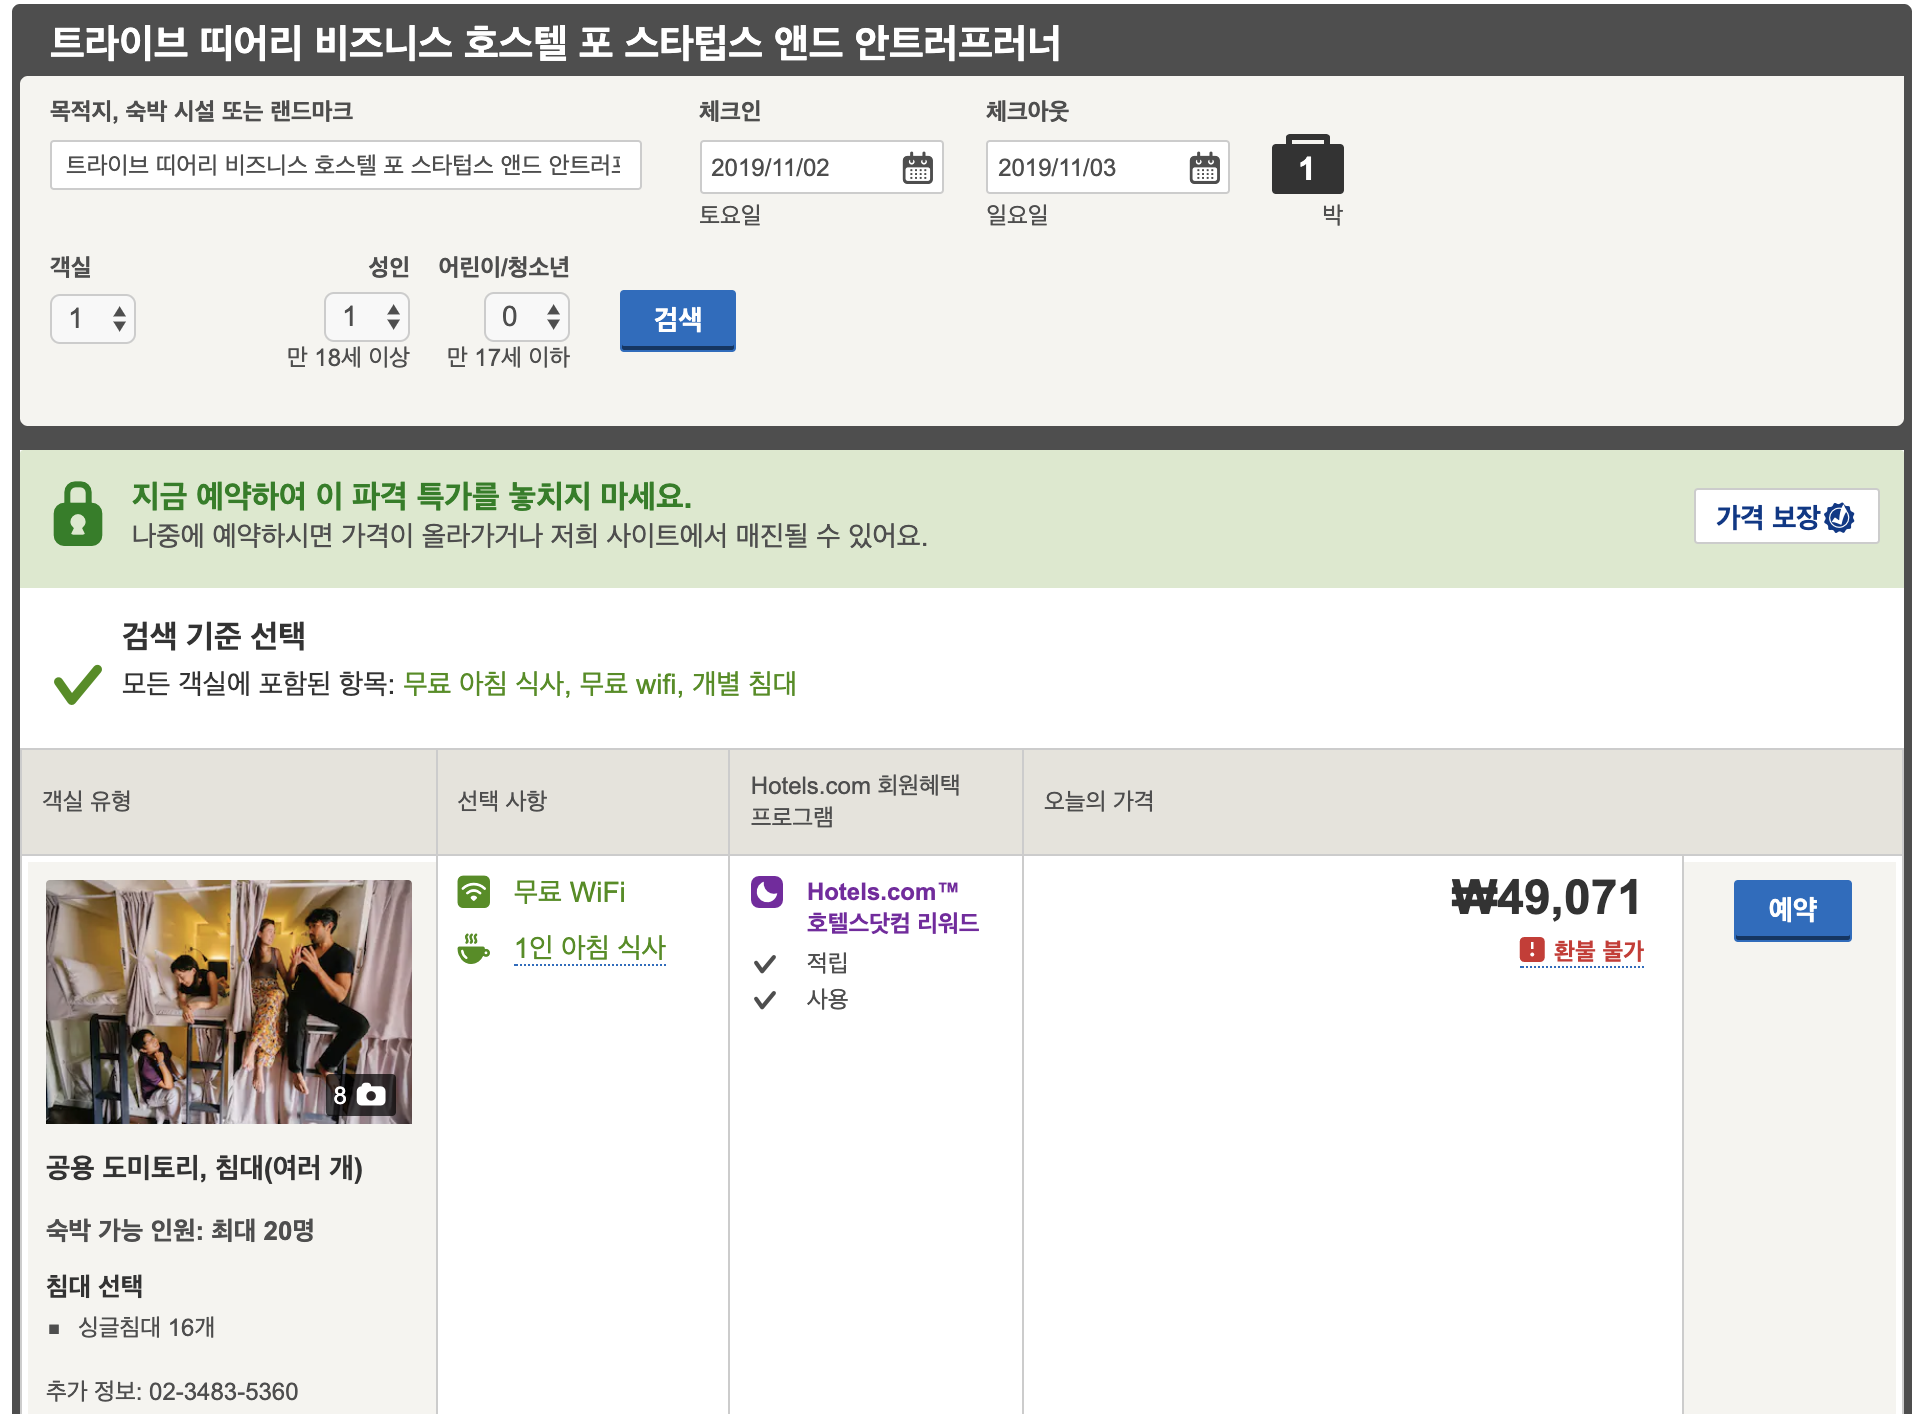 트라이브 띠어리 비즈니스 호스텔 포 스타텁스 앤드 안트러프러너
목적지, 숙박 시설 또는 랜드마크
체크인
체크아웃
트라이브 띠어리 비즈니스 호스텔 포 스타텁스 앤드 안트러프
2019/11/02
2019/11/03
1
토요일
일요일
박
객실
성인
어린이/청소년
1
1
0
검색
만 18세 이상
만 17세 이하
지금 예약하여 이 파격 특가를 놓치지 마세요.
나중에 예약하시면 가격이 올라가거나 저희 사이트에서 매진될 수 있어요.
가격 보장
검색 기준 선택
모든 객실에 포함된 항목: 무료 아침 식사, 무료 wifi, 개별 침대
객실 유형
선택 사항
Hotels.com 회원혜택
프로그램
오늘의 가격
8
공용 도미토리, 침대(여러 개)
숙박 가능 인원: 최대 20명
침대 선택
■ 싱글침대 16개
추가 정보: 02-3483-5360
무료 WiFi
1인 아침 식사
Hotels.com™
호텔스닷컴 리워드
적립
사용
₩49,071
환불 불가
예약